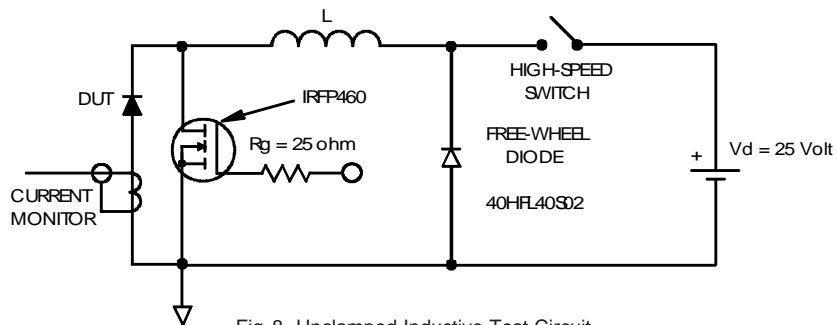 L
HIGH-SPEED
SWITCH
DUT
IRFP460
Rg = 25 ohm
FREE-WHEEL
DIODE
+
Vd = 25 Volt
40HFL40S02
CURRENT
MONITOR
Fig. 8- Unclamped Inductive Test Circuit